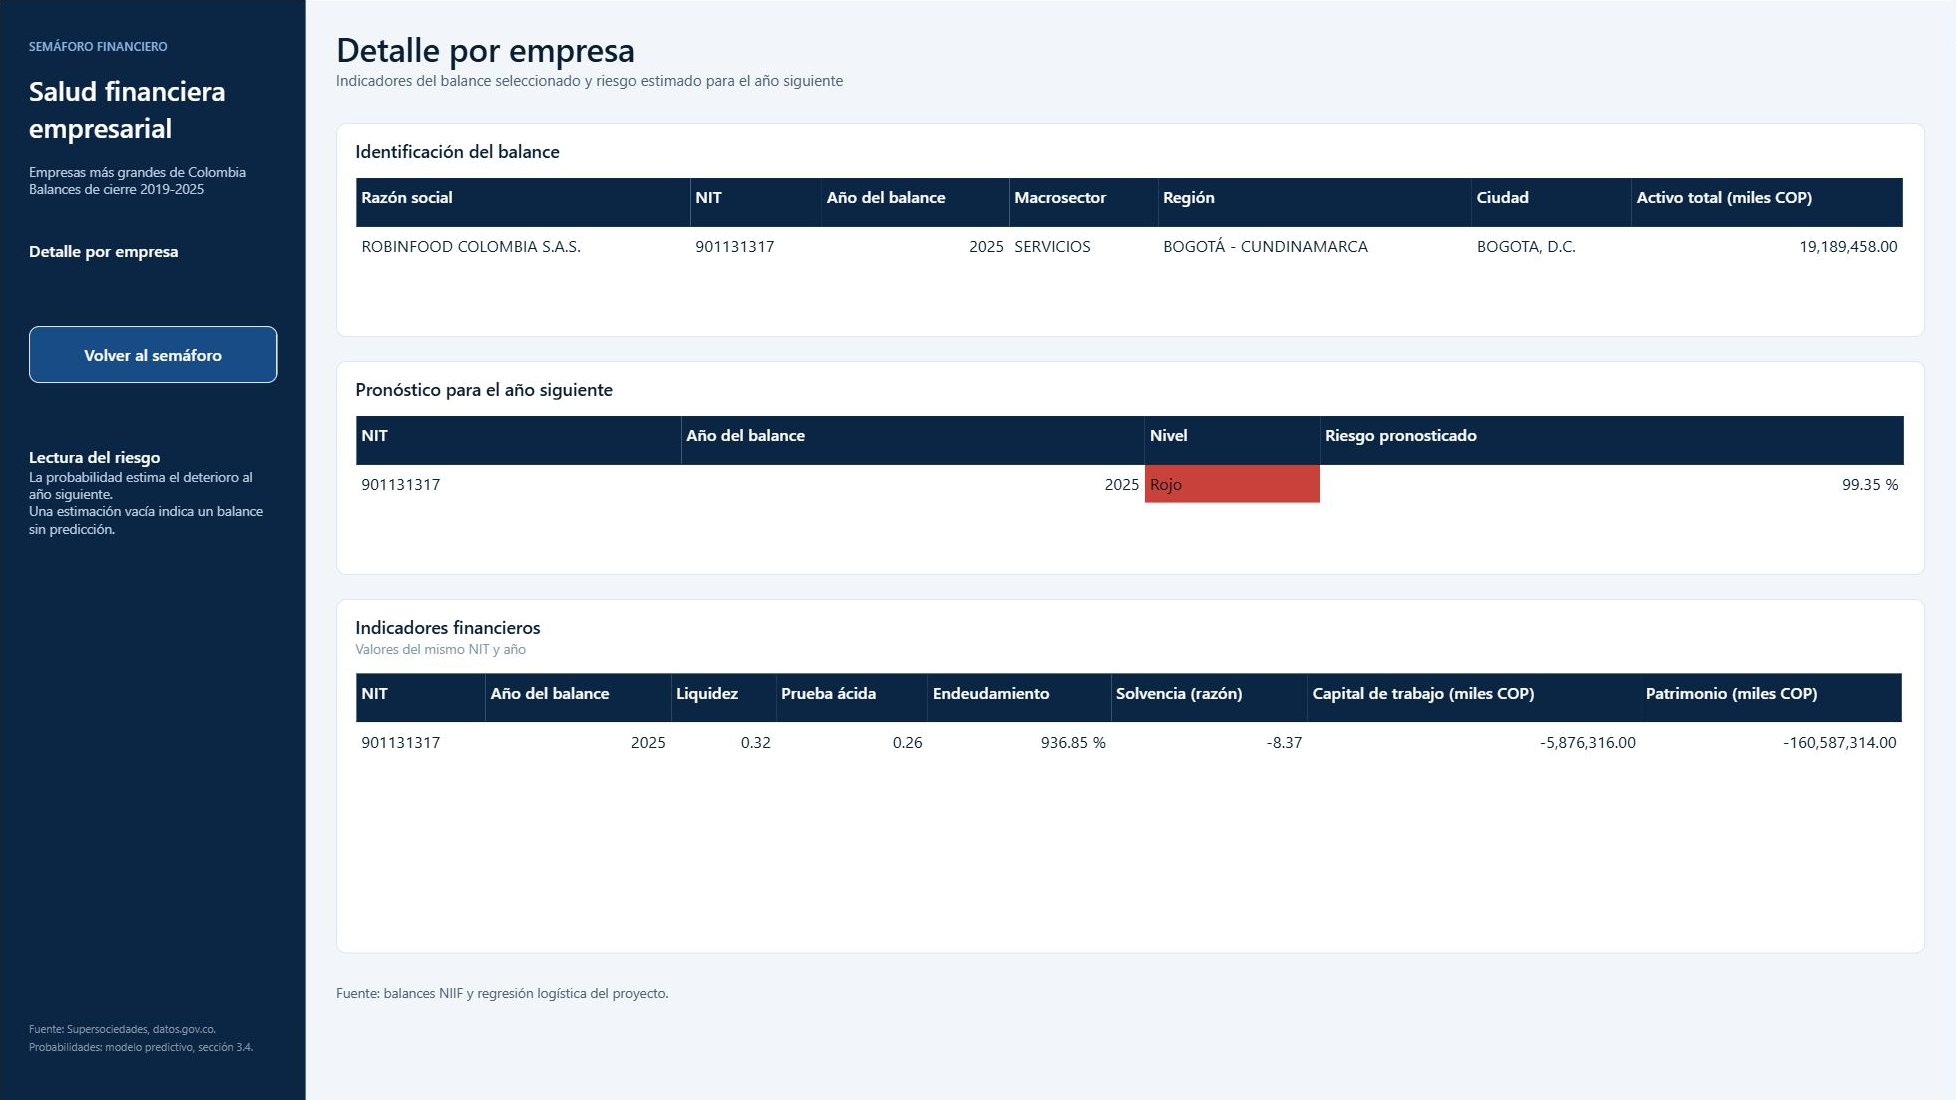 SEMÁFORO FINANCIERO
Salud financiera
empresarial
Empresas más grandes de Colombia
Balances de cierre 2019-2025
Detalle por empresa
Volver al semáforo
Lectura del riesgo
La probabilidad estima el deterioro al
año siguiente.
Una estimación vacía indica un balance
sin predicción.
Fuente: Supersociedades, datos.gov.co.
Probabilidades: modelo predictivo, sección 3.4.
Detalle por empresa
Indicadores del balance seleccionado y riesgo estimado para el año siguiente
Identificación del balance
Razón social NIT Año del balance Macrosector Región Ciudad Activo total (miles COP)
ROBINFOOD COLOMBIA S.A.S. 901131317 2025 SERVICIOS BOGOTÁ - CUNDINAMARCA BOGOTA, D.C. 19,189,458.00
Pronóstico para el año siguiente
NIT Año del balance Nivel Riesgo pronosticado
901131317 2025 Rojo 99.35 %
Indicadores financieros
Valores del mismo NIT y año
NIT Año del balance Liquidez Prueba ácida Endeudamiento Solvencia (razón) Capital de trabajo (miles COP) Patrimonio (miles COP)
901131317 2025 0.32 0.26 936.85 % -8.37 -5,876,316.00 -160,587,314.00
Fuente: balances NIIF y regresión logística del proyecto.